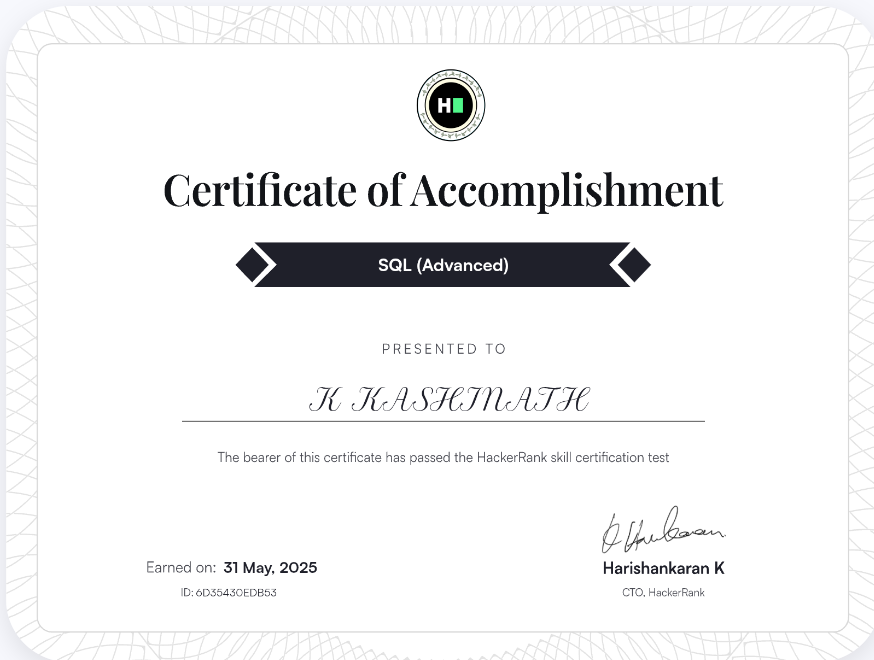 H
Certificate of Accomplishment
SQL (Advanced)
PRESENTED TO
K KASHINATH
The bearer of this certificate has passed the HackerRank skill certification test
Earned on: 31 May, 2025
ID: 6D35430EDB53
Harishankaran K
CTO, HackerRank